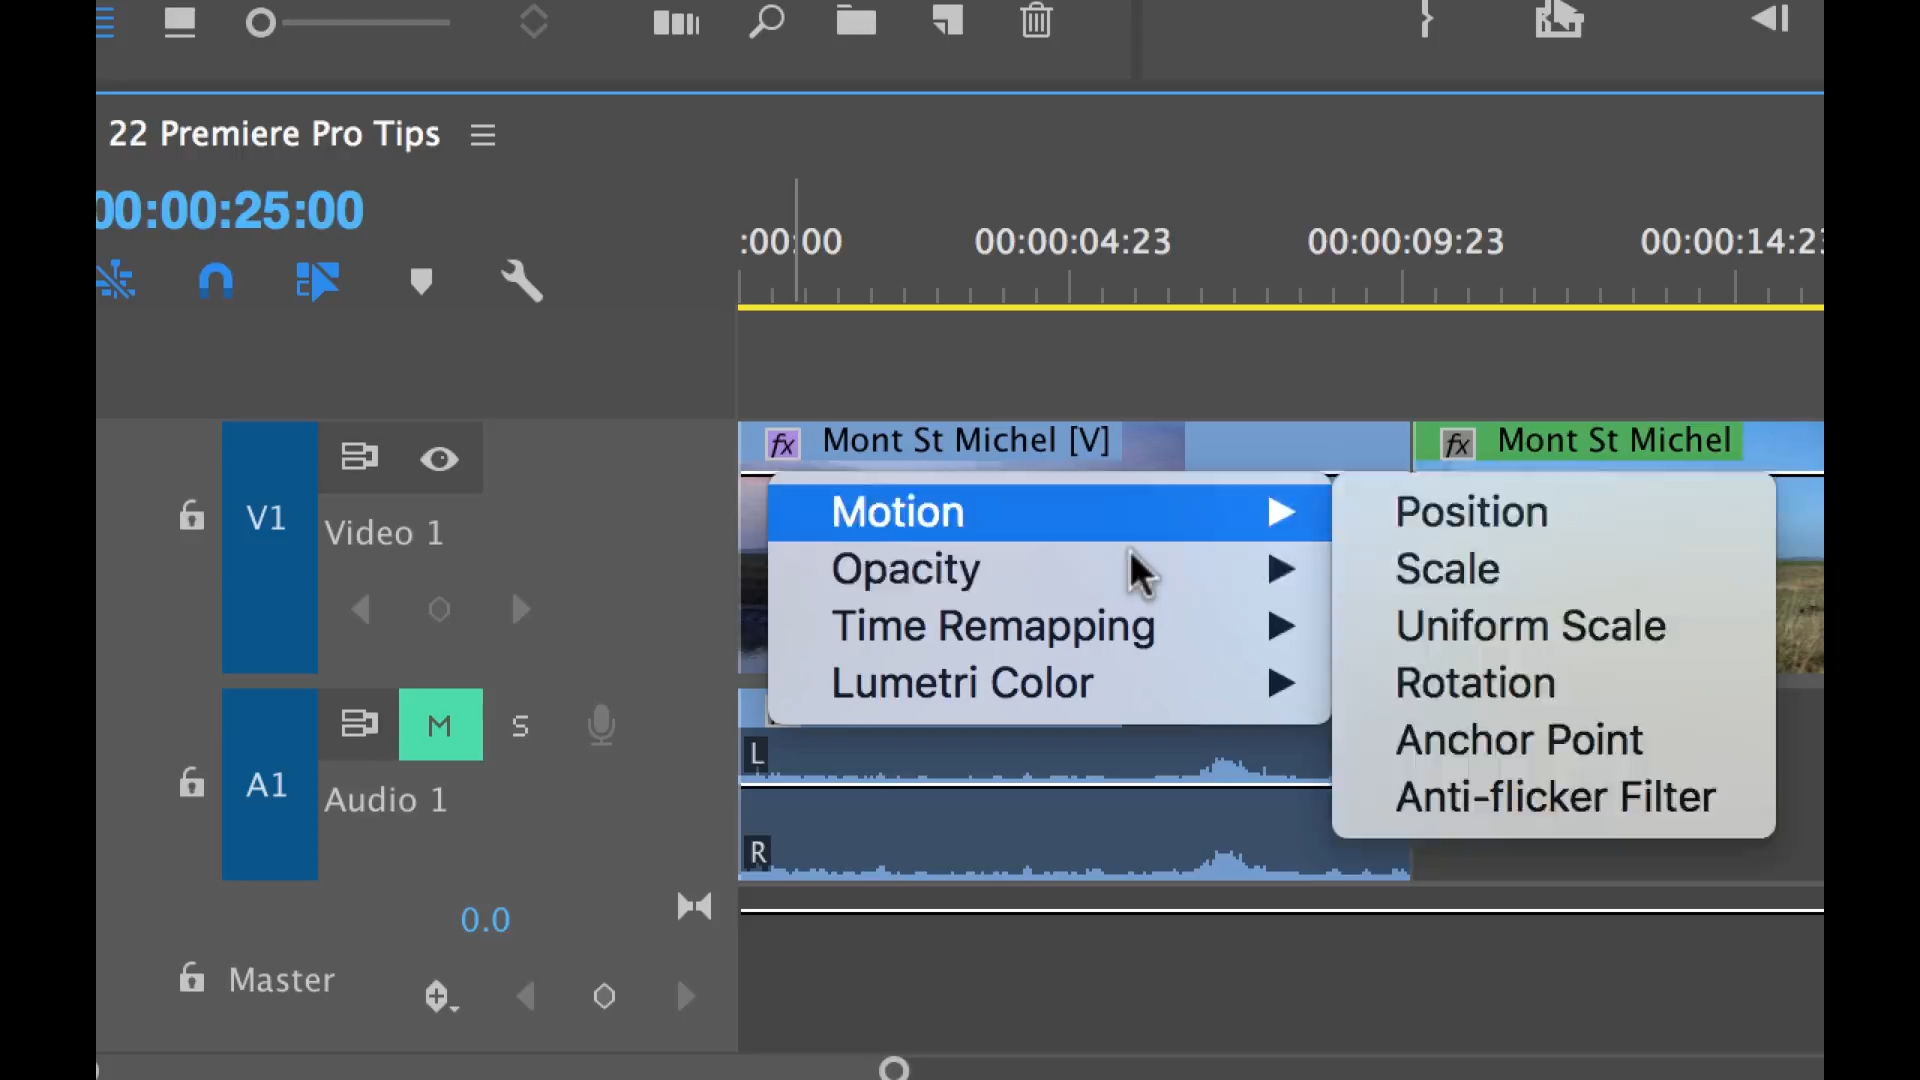 22 Premiere Pro Tips
00:00:25:00
:00:00 00:00:04:23 00:00:09:23 00:00:14:23
fx Mont St Michel [V] fx Mont St Michel
V1
Video 1
Motion
Opacity
Time Remapping
Lumetri Color
Position
Scale
Uniform Scale
Rotation
Anchor Point
Anti-flicker Filter
M S
A1
Audio 1
L
R
0.0
Master